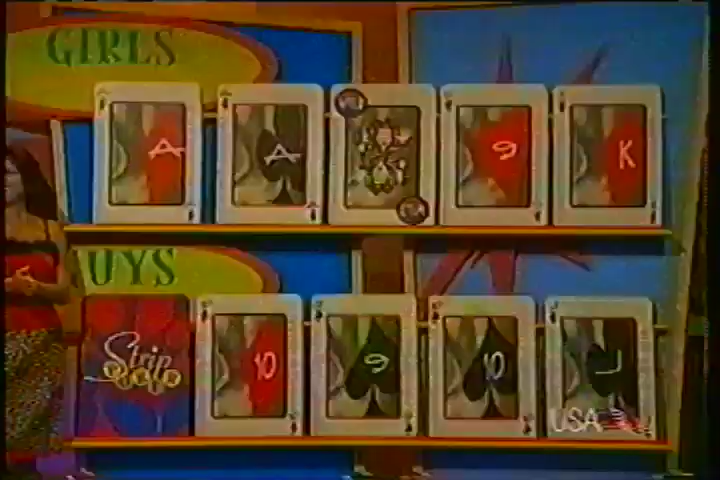 GIRLS
A A 9 K
UYS
Strip
POKER
10 9 10 J
USA